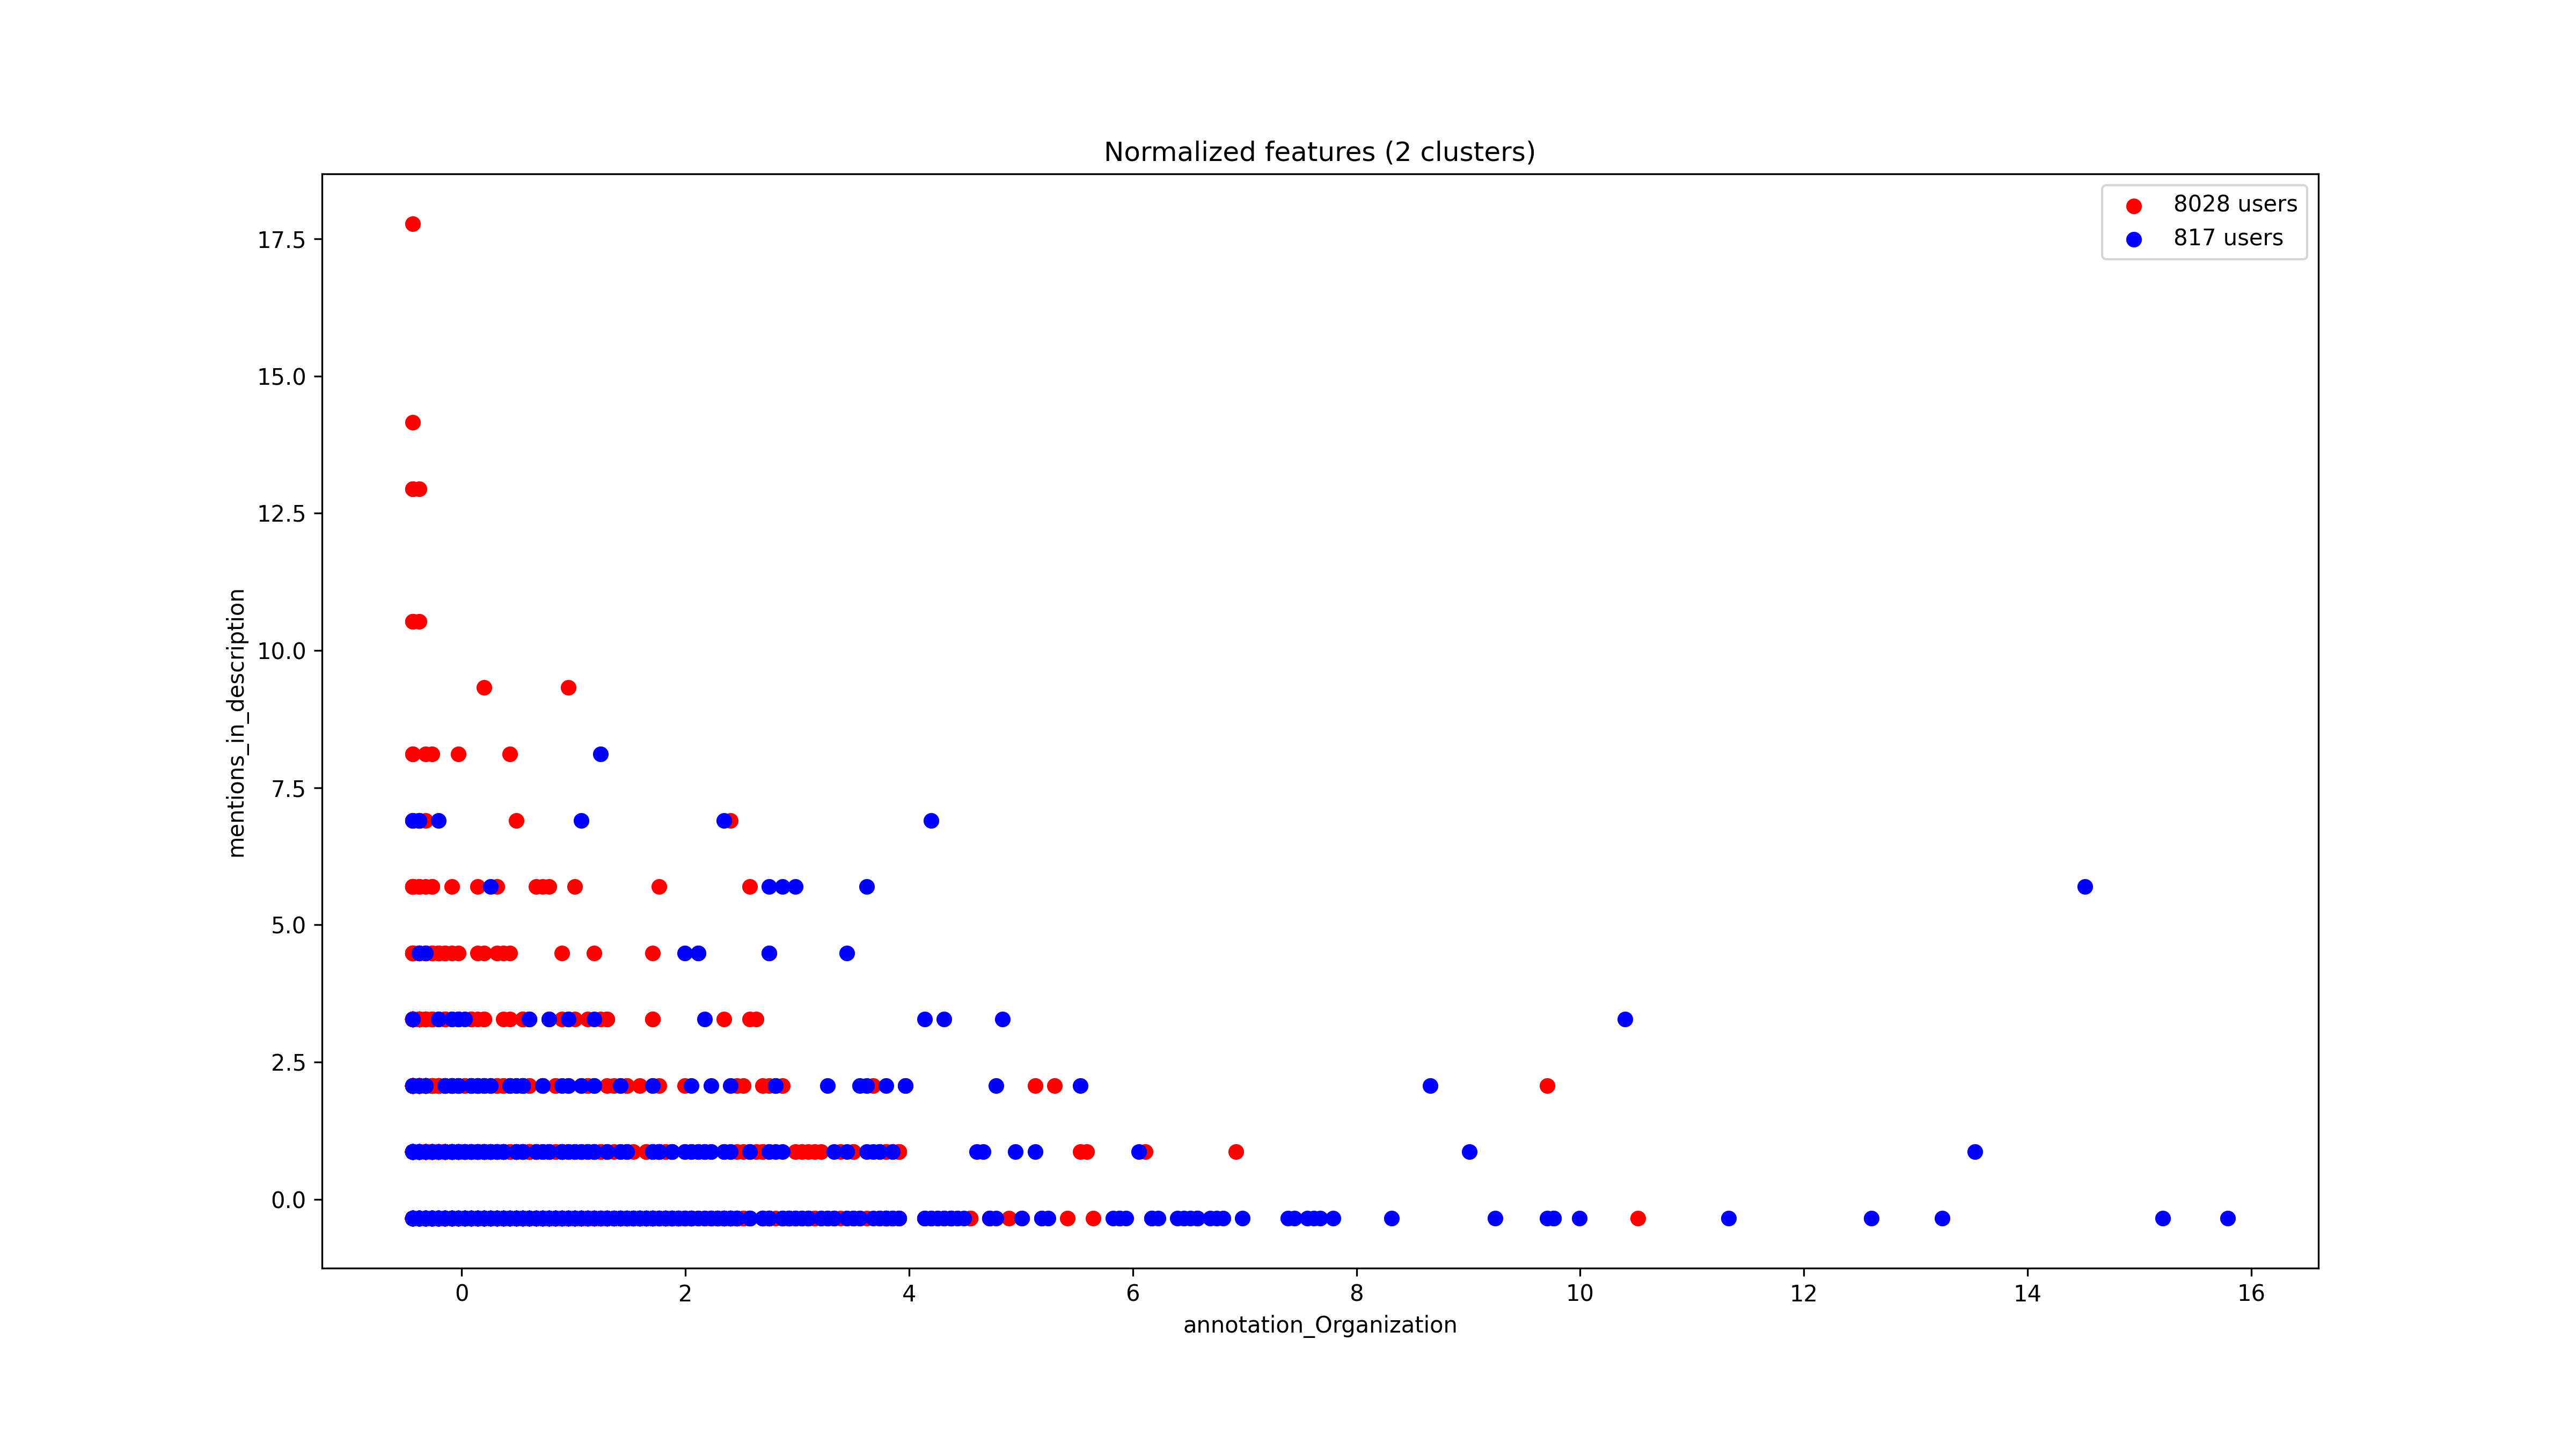 Normalized features (2 clusters)
8028 users
817 users
17.5
15.0
12.5
10.0
7.5
5.0
2.5
0.0
mentions_in_description
0 2 4 6 8 10 12 14 16
annotation_Organization